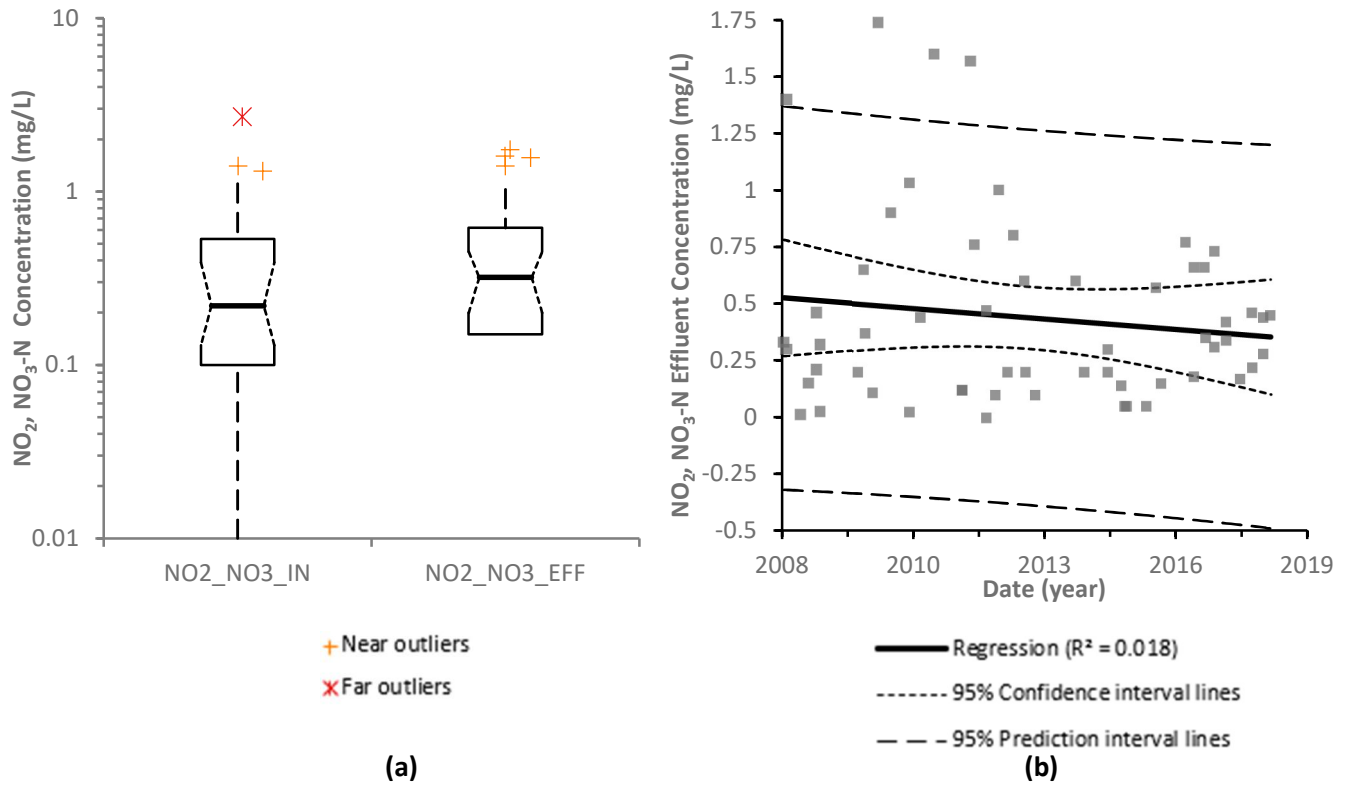 NO₂, NO₃-N Concentration (mg/L)
10
1
0.1
0.01
NO2_NO3_IN
NO2_NO3_EFF
Near outliers
Far outliers
(a)
NO₂, NO₃-N Effluent Concentration (mg/L)
1.75
1.5
1.25
1
0.75
0.5
0.25
0
-0.25
-0.5
2008
2010
2013
2016
2019
Date (year)
Regression (R² = 0.018)
95% Confidence interval lines
95% Prediction interval lines
(b)